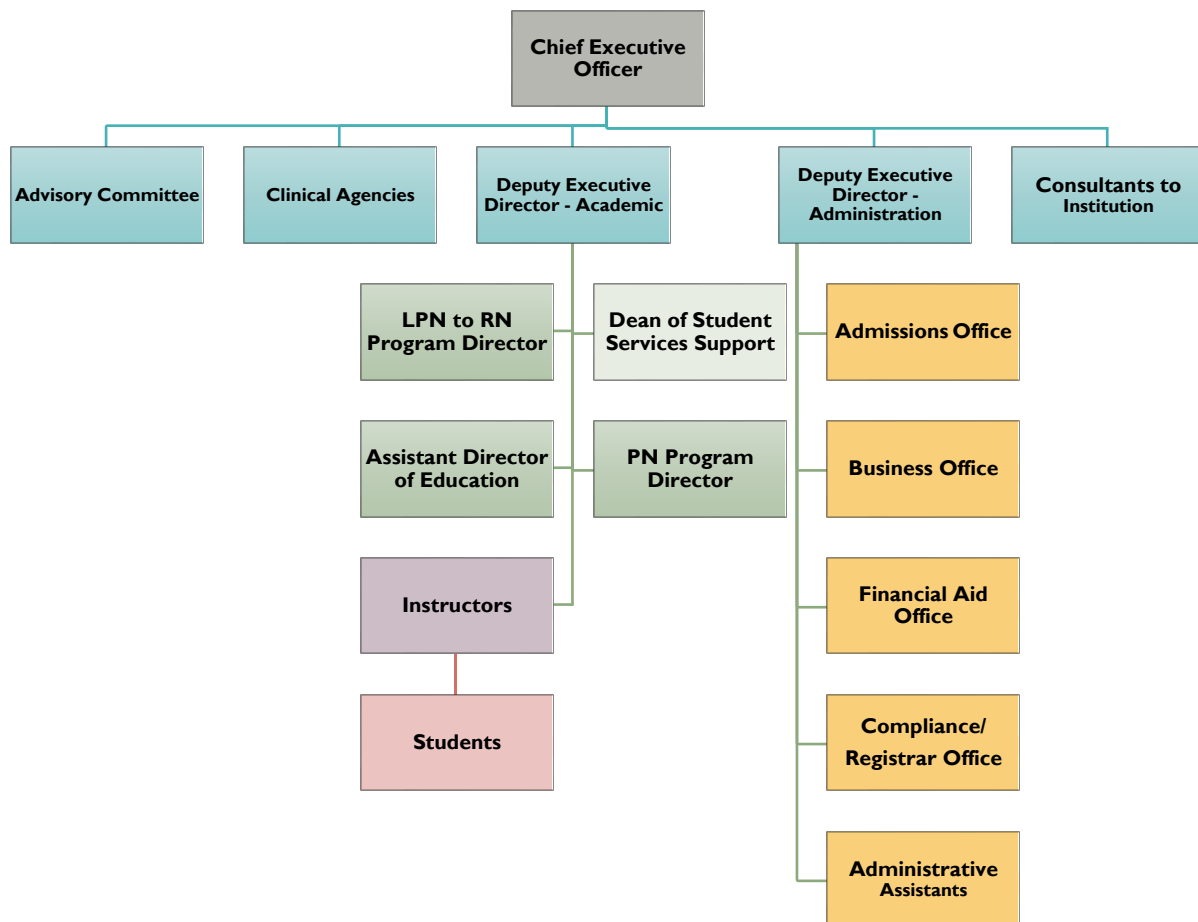 Chief Executive
Officer
Advisory Committee
Clinical Agencies
Deputy Executive
Director - Academic
Deputy Executive
Director -
Administration
Consultants to
Institution
LPN to RN
Program Director
Dean of Student
Services Support
Admissions Office
Assistant Director
of Education
PN Program
Director
Business Office
Instructors
Financial Aid
Office
Students
Compliance/
Registrar Office
Administrative
Assistants